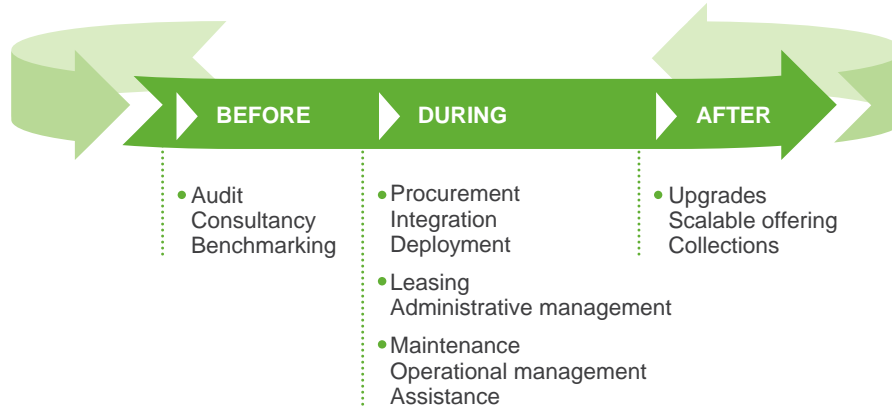 BEFORE
DURING
AFTER
• Audit
Consultancy
Benchmarking
• Procurement
Integration
Deployment
• Leasing
Administrative management
• Maintenance
Operational management
Assistance
• Upgrades
Scalable offering
Collections